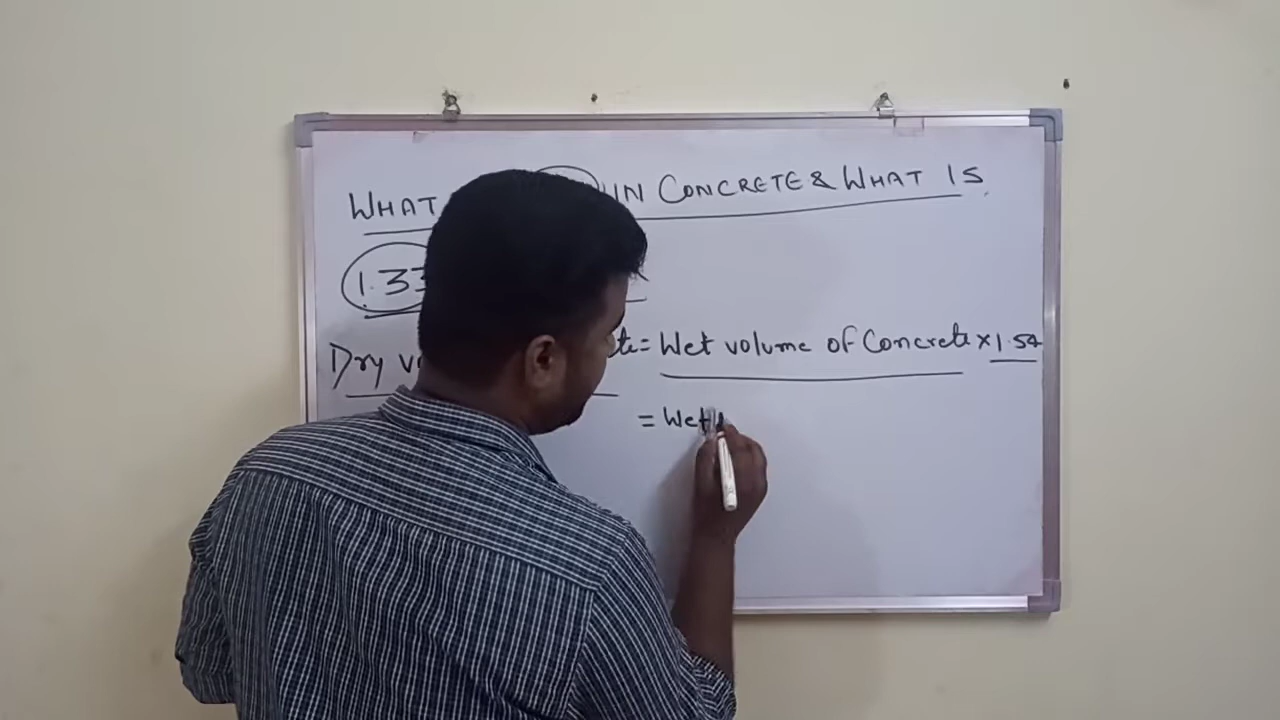 WHAT IN CONCRETE & WHAT IS
1.33
Dry = Wet volume of Concrete × 1.54
= Wet